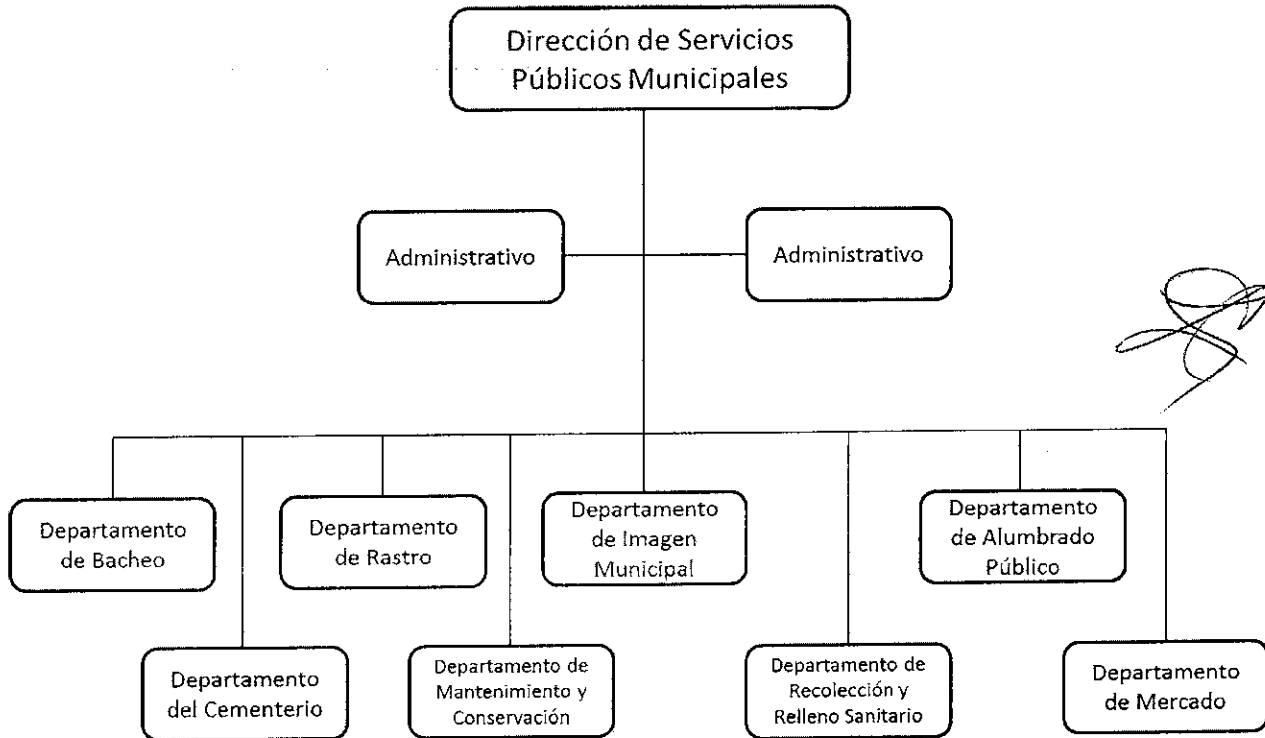 Dirección de Servicios
Públicos Municipales
Administrativo
Administrativo
Departamento
de Bacheo
Departamento
de Rastro
Departamento
de Imagen
Municipal
Departamento
de Alumbrado
Público
Departamento
del Cementerio
Departamento de
Mantenimiento y
Conservación
Departamento de
Recolección y
Relleno Sanitario
Departamento
de Mercado